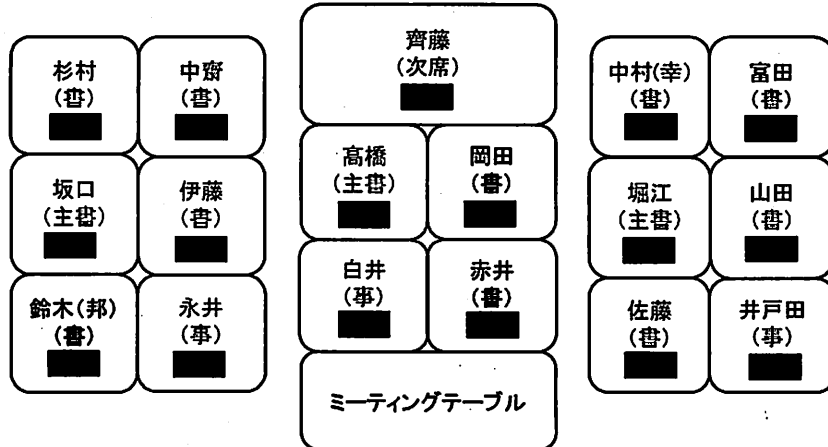 杉村
(書)
中齋
(書)
坂口
(主書)
伊藤
(書)
鈴木(邦)
(書)
永井
(事)
齊藤
(次席)
髙橋
(主書)
岡田
(書)
白井
(事)
赤井
(書)
ミーティングテーブル
中村(幸)
(書)
富田
(書)
堀江
(主書)
山田
(書)
佐藤
(書)
井戸田
(事)